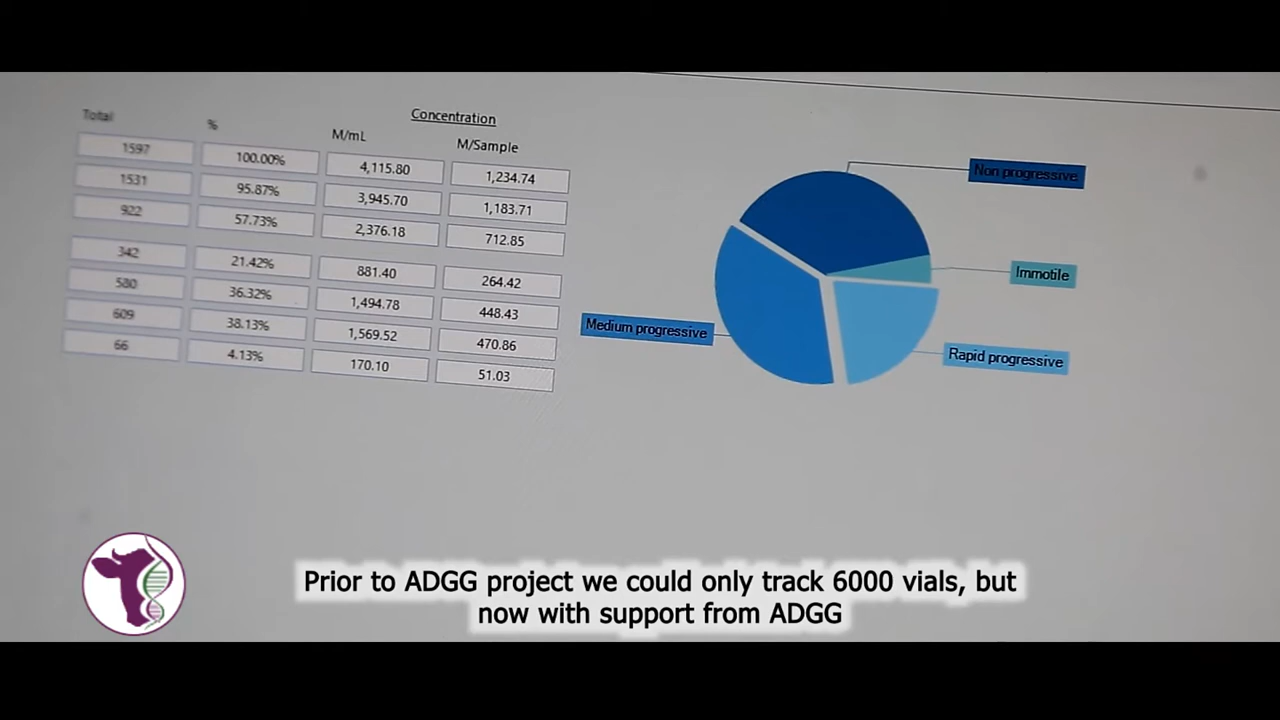 Concentration
Total % M/mL M/Sample
1597 100.00% 4,115.80 1,234.74
1531 95.87% 3,945.70 1,183.71
922 57.73% 2,376.18 712.85
342 21.42% 881.40 264.42
580 36.32% 1,494.78 448.43
609 38.13% 1,569.52 470.86
66 4.13% 170.10 51.03
Non progressive
Immotile
Medium progressive
Rapid progressive
Prior to ADGG project we could only track 6000 vials, but
now with support from ADGG